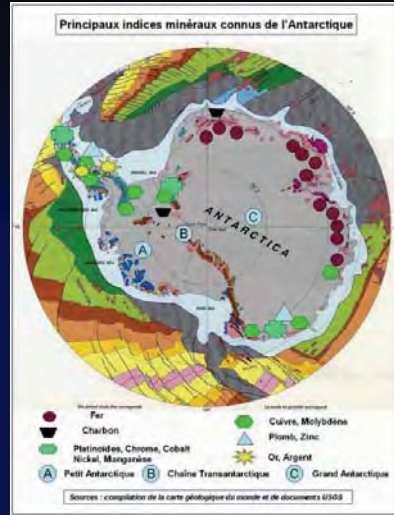 Principaux indices minéraux connus de l'Antarctique
ANTARCTICA
A
B
C
Fer
Charbon
Platinoïdes, Chrome, Cobalt
Nickel, Manganèse
Cuivre, Molybdène
Plomb, Zinc
Or, Argent
A Petit Antarctique
B Chaîne Transantarctique
C Grand Antarctique
Sources : compilation de la carte géologique du monde et de documents USGS